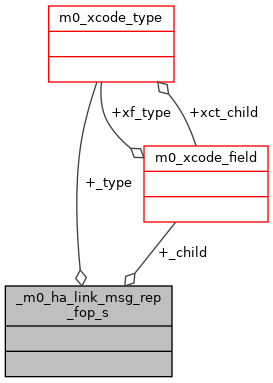 m0_xcode_type
+xf_type
+xct_child
m0_xcode_field
+_type
+_child
_m0_ha_link_msg_rep
_fop_s